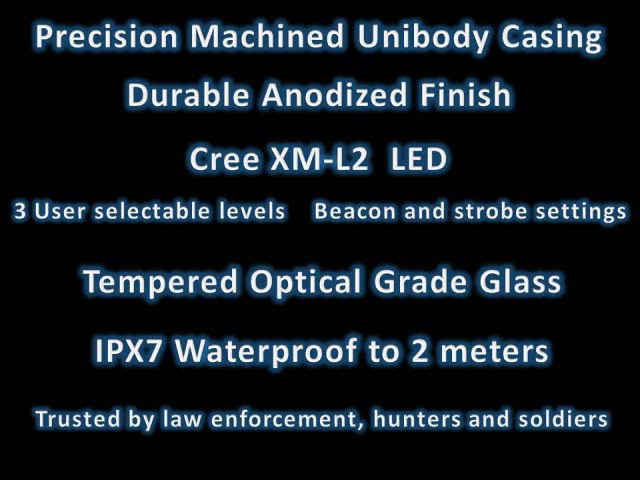 Precision Machined Unibody Casing
Durable Anodized Finish
Cree XM-L2 LED
3 User selectable levels Beacon and strobe settings
Tempered Optical Grade Glass
IPX7 Waterproof to 2 meters
Trusted by law enforcement, hunters and soldiers